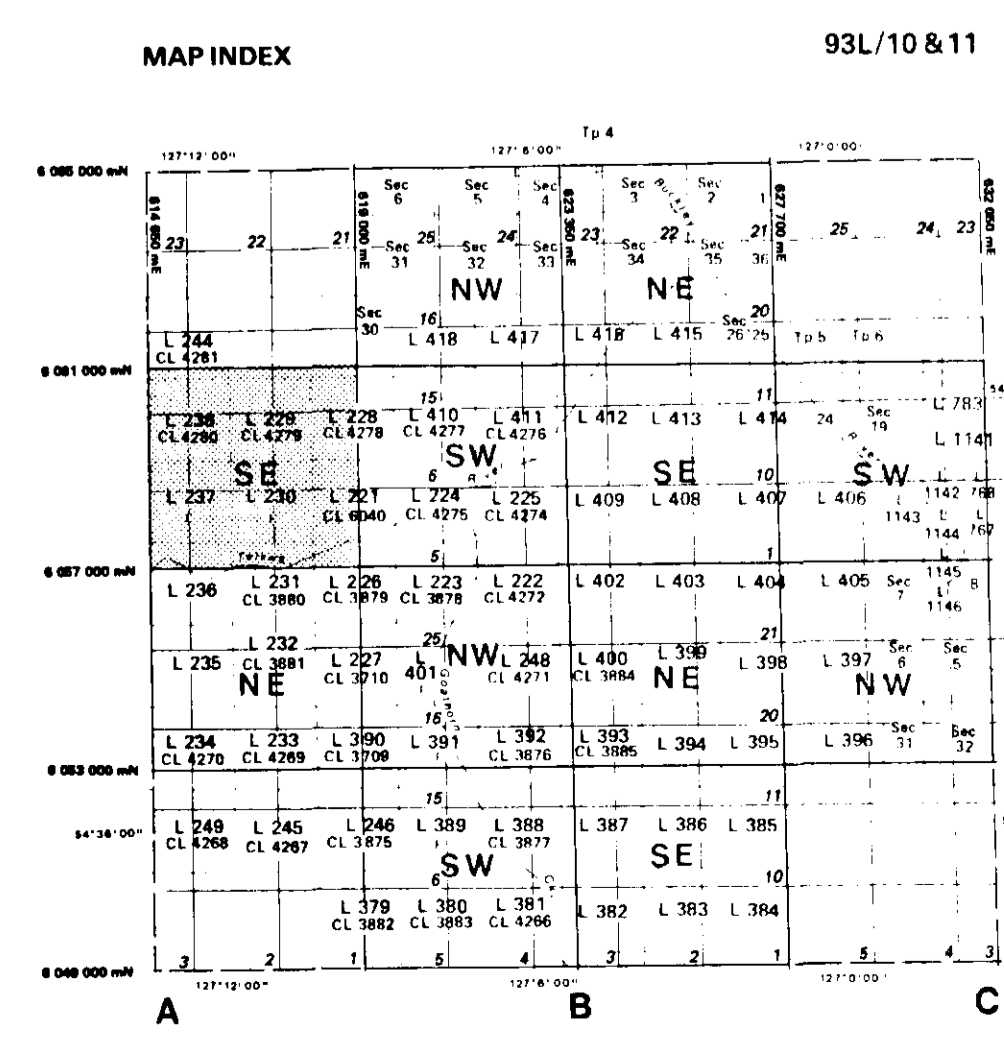 MAP INDEX
93L/10 & 11
Tp 4
127°12'00" 127°6'00" 127°0'00"
6 085 000 mN
614 650 mE 619 000 mE 623 350 mE 627 700 mE 632 050 mE
Sec 6 Sec 5 Sec 4 Sec 3 Sec 2 1
Buckley
23 22 21 25 24 23 22 21 25 24 23
Sec 31 Sec 32 Sec 33 Sec 34 Sec 35 36
NW NE
Sec 30 16 Sec 26 25 20
L 244 L 418 L 417 L 416 L 415 Tp 5 Tp 6
CL 4281
6 081 000 mN
15 11
L 238 L 229 L 228 L 410 L 411 L 412 L 413 L 414 24 Sec 19 L 783
CL 4280 CL 4279 CL 4278 CL 4277 CL 4276
L 1141
SE SW SE SW
6 10
L 237 L 230 L 221 L 224 L 225 L 409 L 408 L 407 L 406 L 1143 1142 768
CL 6040 CL 4275 CL 4274
L 1144 L 767
Telkwa 5 1
6 057 000 mN
L 236 L 231 L 226 L 223 L 222 L 402 L 403 L 404 L 405 Sec 7 L 1145 8
CL 3880 CL 3879 CL 3878 CL 4272
L 1146
25 21
L 235 L 232 L 227 L 401 L 248 L 400 L 399 L 398 L 397 Sec 6 Sec 5
CL 3881 CL 3710 CL 4271 CL 3884
NE NW NE NW
Goathorn
16 20
L 234 L 233 L 390 L 391 L 392 L 393 L 394 L 395 L 396 Sec 31 Sec 32
CL 4270 CL 4269 CL 3709 CL 3876 CL 3885
6 053 000 mN
15 11
54°36'00"
L 249 L 245 L 246 L 389 L 388 L 387 L 386 L 385
CL 4268 CL 4267 CL 3875 CL 3877
SW SE
6 Ck 10
L 379 L 380 L 381 L 382 L 383 L 384
CL 3882 CL 3883 CL 4266
6 049 000 mN
3 2 1 5 4 3 2 1 5 4 3
127°12'00" 127°6'00" 127°0'00"
A B C